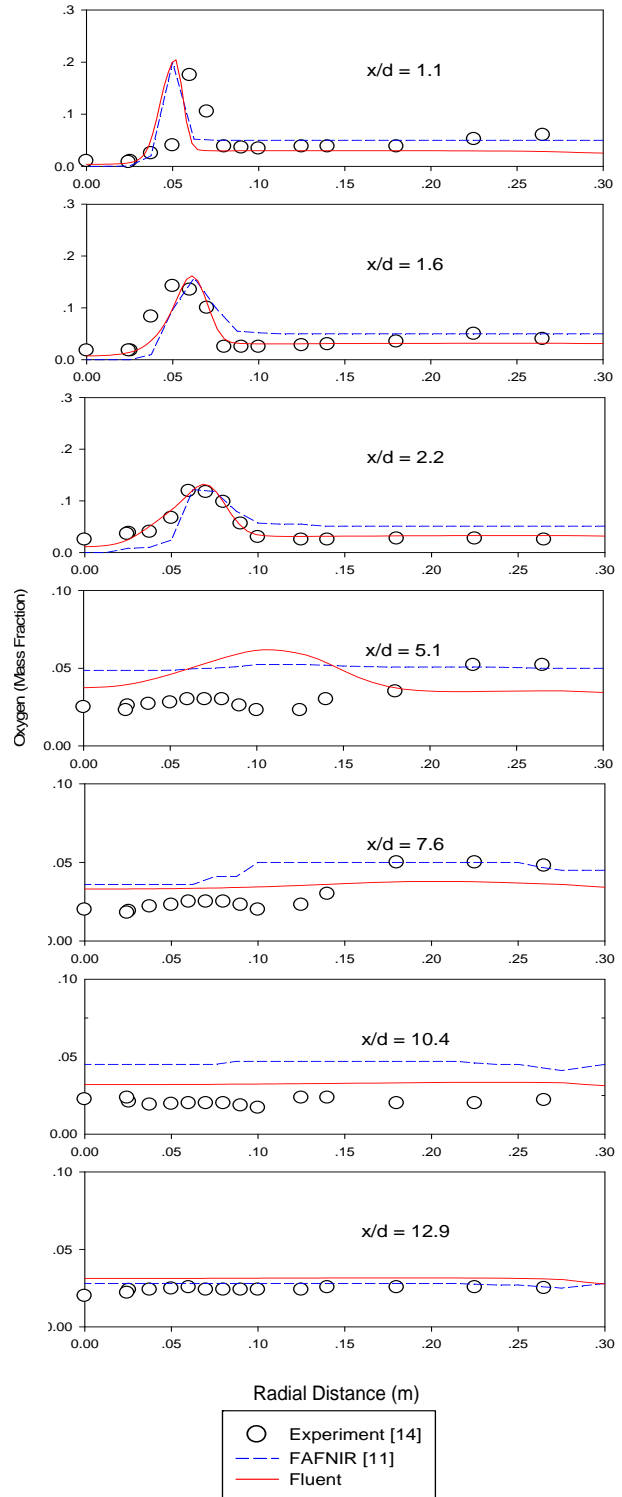 .3
.2
x/d = 1.1
.1
0.0
0.00 .05 .10 .15 .20 .25 .30
.3
.2
x/d = 1.6
.1
0.0
0.00 .05 .10 .15 .20 .25 .30
.3
.2
x/d = 2.2
.1
0.0
0.00 .05 .10 .15 .20 .25 .30
Oxygen (Mass Fraction)
.10
x/d = 5.1
.05
0.00
0.00 .05 .10 .15 .20 .25 .30
.10
x/d = 7.6
.05
0.00
0.00 .05 .10 .15 .20 .25 .30
.10
x/d = 10.4
.05
0.00
0.00 .05 .10 .15 .20 .25 .30
.10
x/d = 12.9
.05
0.00
0.00 .05 .10 .15 .20 .25 .30
Radial Distance (m)
Experiment [14]
FAFNIR [11]
Fluent